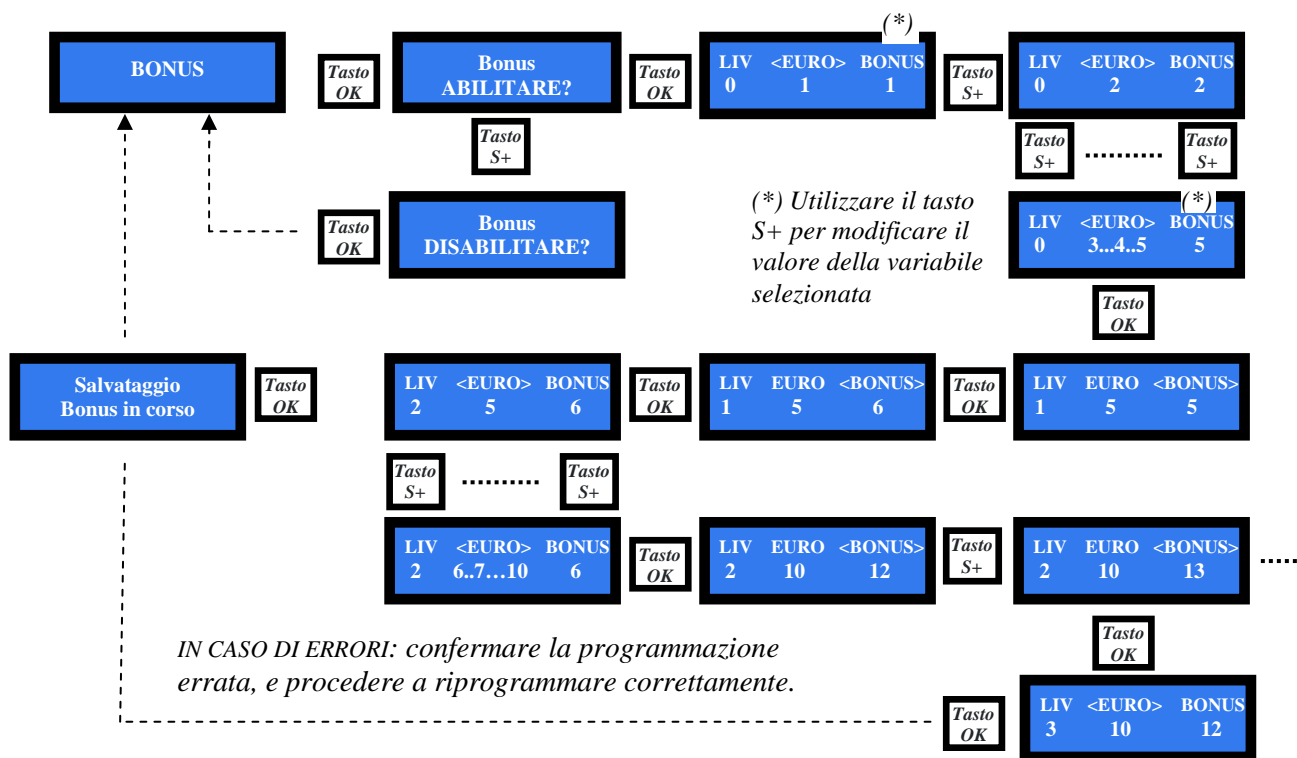 (*)
BONUS
Tasto
OK
Bonus
ABILITARE?
Tasto
OK
LIV <EURO> BONUS
0 1 1
Tasto
S+
LIV <EURO> BONUS
0 2 2
Tasto
S+
Tasto
S+
..........
Tasto
S+
Tasto
OK
Bonus
DISABILITARE?
(*) Utilizzare il tasto
S+ per modificare il
valore della variabile
selezionata
(*)
LIV <EURO> BONUS
0 3...4..5 5
Tasto
OK
Salvataggio
Bonus in corso
Tasto
OK
LIV <EURO> BONUS
2 5 6
Tasto
OK
LIV EURO <BONUS>
1 5 6
Tasto
OK
LIV EURO <BONUS>
1 5 5
Tasto
S+
..........
Tasto
S+
LIV <EURO> BONUS
2 6..7…10 6
Tasto
OK
LIV EURO <BONUS>
2 10 12
Tasto
S+
LIV EURO <BONUS>
2 10 13
.....
IN CASO DI ERRORI: confermare la programmazione
errata, e procedere a riprogrammare correttamente.
Tasto
OK
Tasto
OK
LIV <EURO> BONUS
3 10 12